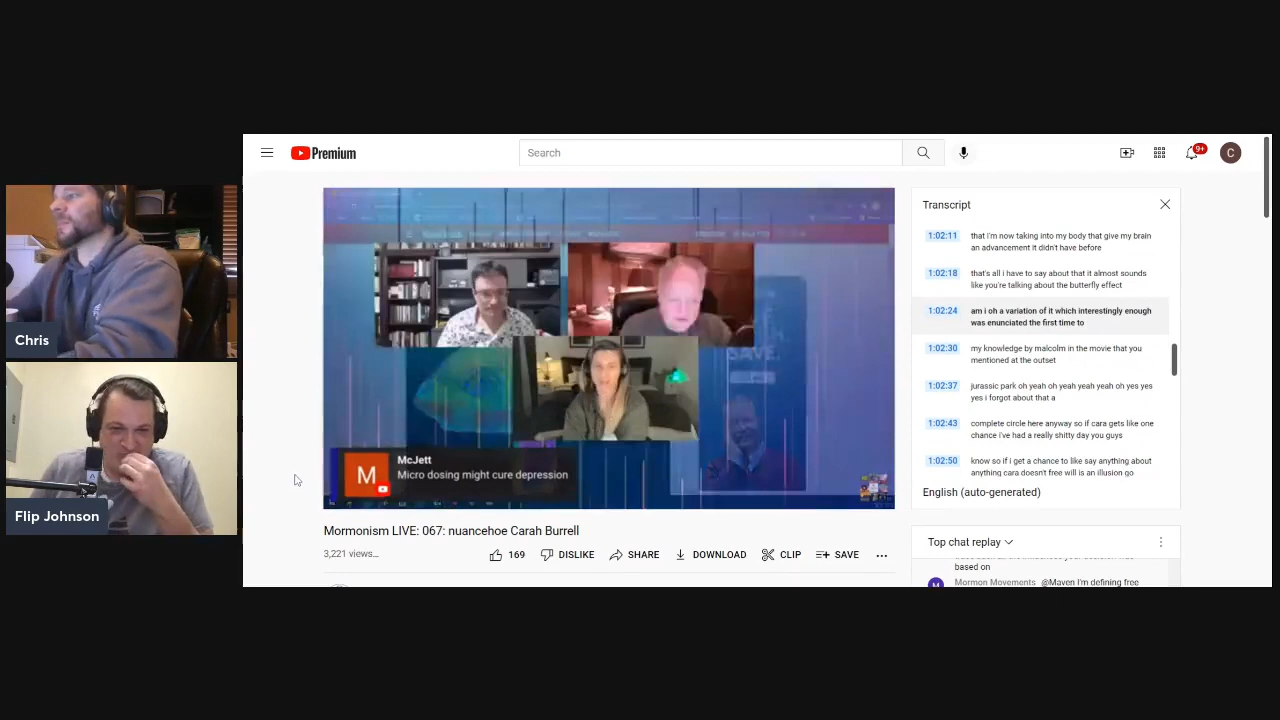 Premium
Search
9+
C
Chris
Flip Johnson
M
McJett
Micro dosing might cure depression
Mormonism LIVE: 067: nuancehoe Carah Burrell
3,221 views...
169
DISLIKE
SHARE
DOWNLOAD
CLIP
SAVE
Transcript
1:02:11
that i'm now taking into my body that give my brain
an advancement it didn't have before
1:02:18
that's all i have to say about that it almost sounds
like you're talking about the butterfly effect
1:02:24
am i oh a variation of it which interestingly enough
was enunciated the first time to
1:02:30
my knowledge by malcolm in the movie that you
mentioned at the outset
1:02:37
jurassic park oh yeah oh yeah yeah yeah oh yes yes
yes i forgot about that a
1:02:43
complete circle here anyway so if cara gets like one
chance i've had a really shitty day you guys
1:02:50
know so if i get a chance to like say anything about
anything cara doesn't free will is an illusion go
English (auto-generated)
Top chat replay
based on
M
Mormon Movements @Maven I'm defining free